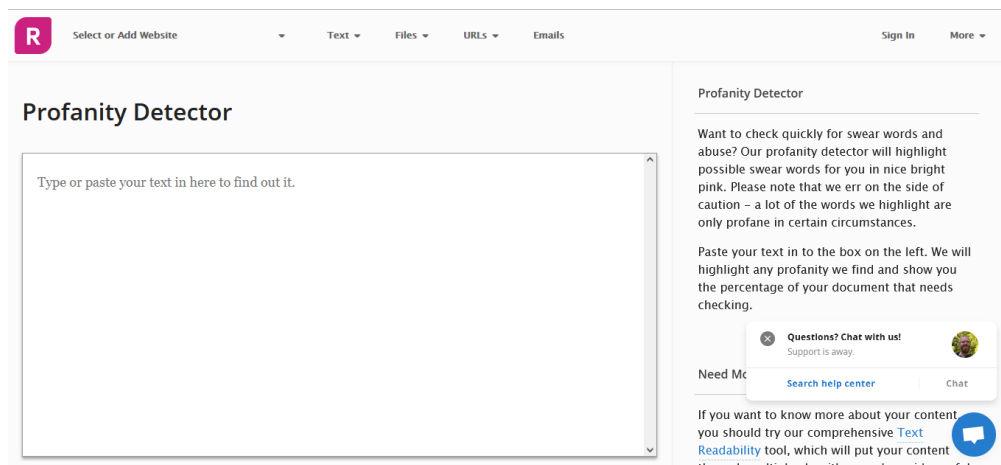 R
Select or Add Website
Text
Files
URLs
Emails
Sign In
More
Profanity Detector
Type or paste your text in here to find out it.
Profanity Detector
Want to check quickly for swear words and
abuse? Our profanity detector will highlight
possible swear words for you in nice bright
pink. Please note that we err on the side of
caution – a lot of the words we highlight are
only profane in certain circumstances.
Paste your text in to the box on the left. We will
highlight any profanity we find and show you
the percentage of your document that needs
checking.
Questions? Chat with us!
Support is away.
Search help center
Chat
Need Mo
If you want to know more about your content,
you should try our comprehensive Text
Readability tool, which will put your content